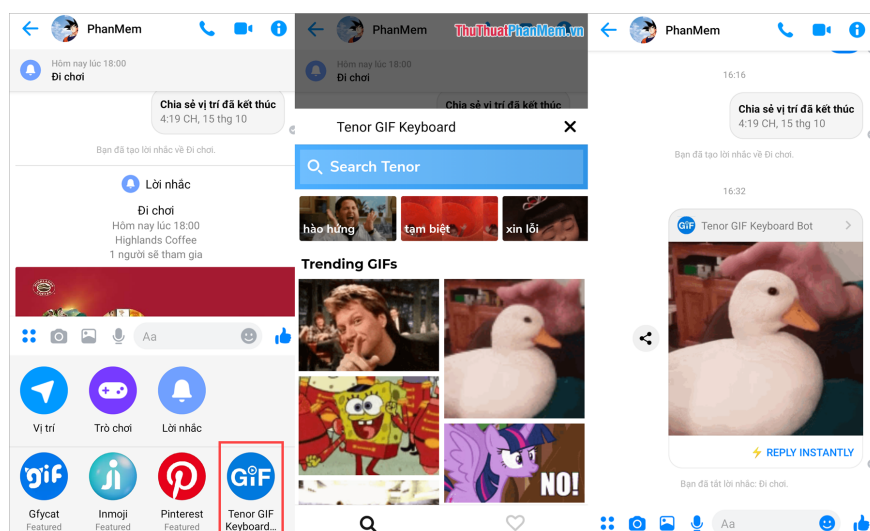 PhanMem
Hôm nay lúc 18:00
Đi chơi
Chia sẻ vị trí đã kết thúc
4:19 CH, 15 thg 10
Bạn đã tạo lời nhắc về Đi chơi.
Lời nhắc
Đi chơi
Hôm nay lúc 18:00
Highlands Coffee
1 người sẽ tham gia
Aa
Vị trí
Trò chơi
Lời nhắc
gif
GIF
Gfycat
Inmoji
Pinterest
Tenor GIF
Featured
Featured
Featured
Keyboard...
PhanMem
ThuThuatPhanMem.vn
Hôm nay lúc 18:00
Đi chơi
Chia sẻ vị trí đã kết thúc
Tenor GIF Keyboard
Search Tenor
hào hứng
tạm biệt
xin lỗi
Trending GIFs
NO!
PhanMem
16:16
Chia sẻ vị trí đã kết thúc
4:19 CH, 15 thg 10
Bạn đã tạo lời nhắc về Đi chơi.
16:32
GIF
Tenor GIF Keyboard Bot
REPLY INSTANTLY
Bạn đã tắt lời nhắc: Đi chơi.
Aa